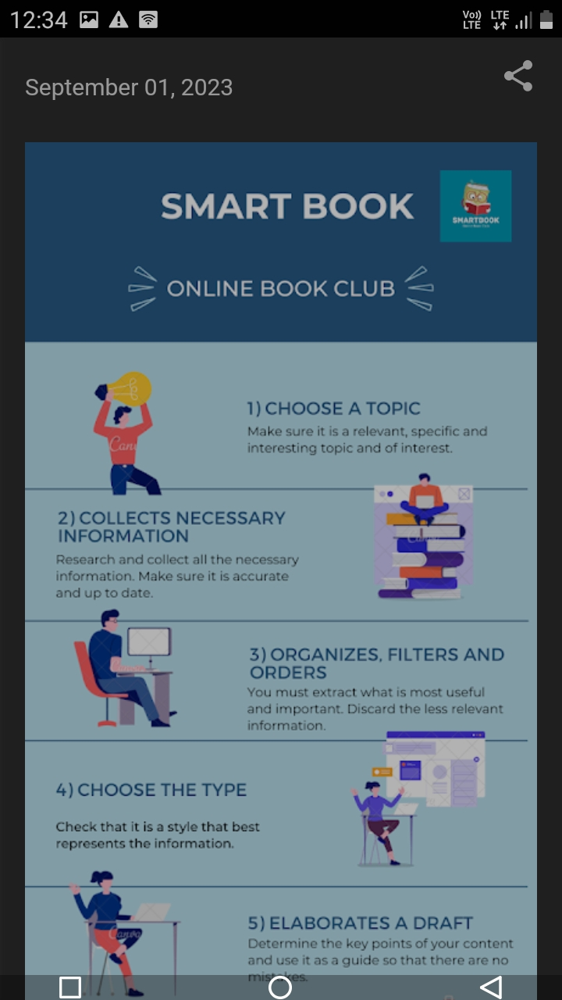 12:34
Vo)) LTE
LTE
September 01, 2023
SMART BOOK
SMARTBOOK
ONLINE BOOK CLUB
1) CHOOSE A TOPIC
Make sure it is a relevant, specific and
interesting topic and of interest.
2) COLLECTS NECESSARY
INFORMATION
Research and collect all the necessary
information. Make sure it is accurate
and up to date.
3) ORGANIZES, FILTERS AND
ORDERS
You must extract what is most useful
and important. Discard the less relevant
information.
4) CHOOSE THE TYPE
Check that it is a style that best
represents the information.
Canva
5) ELABORATES A DRAFT
Determine the key points of your content
and use it as a guide so that there are no
mistakes.